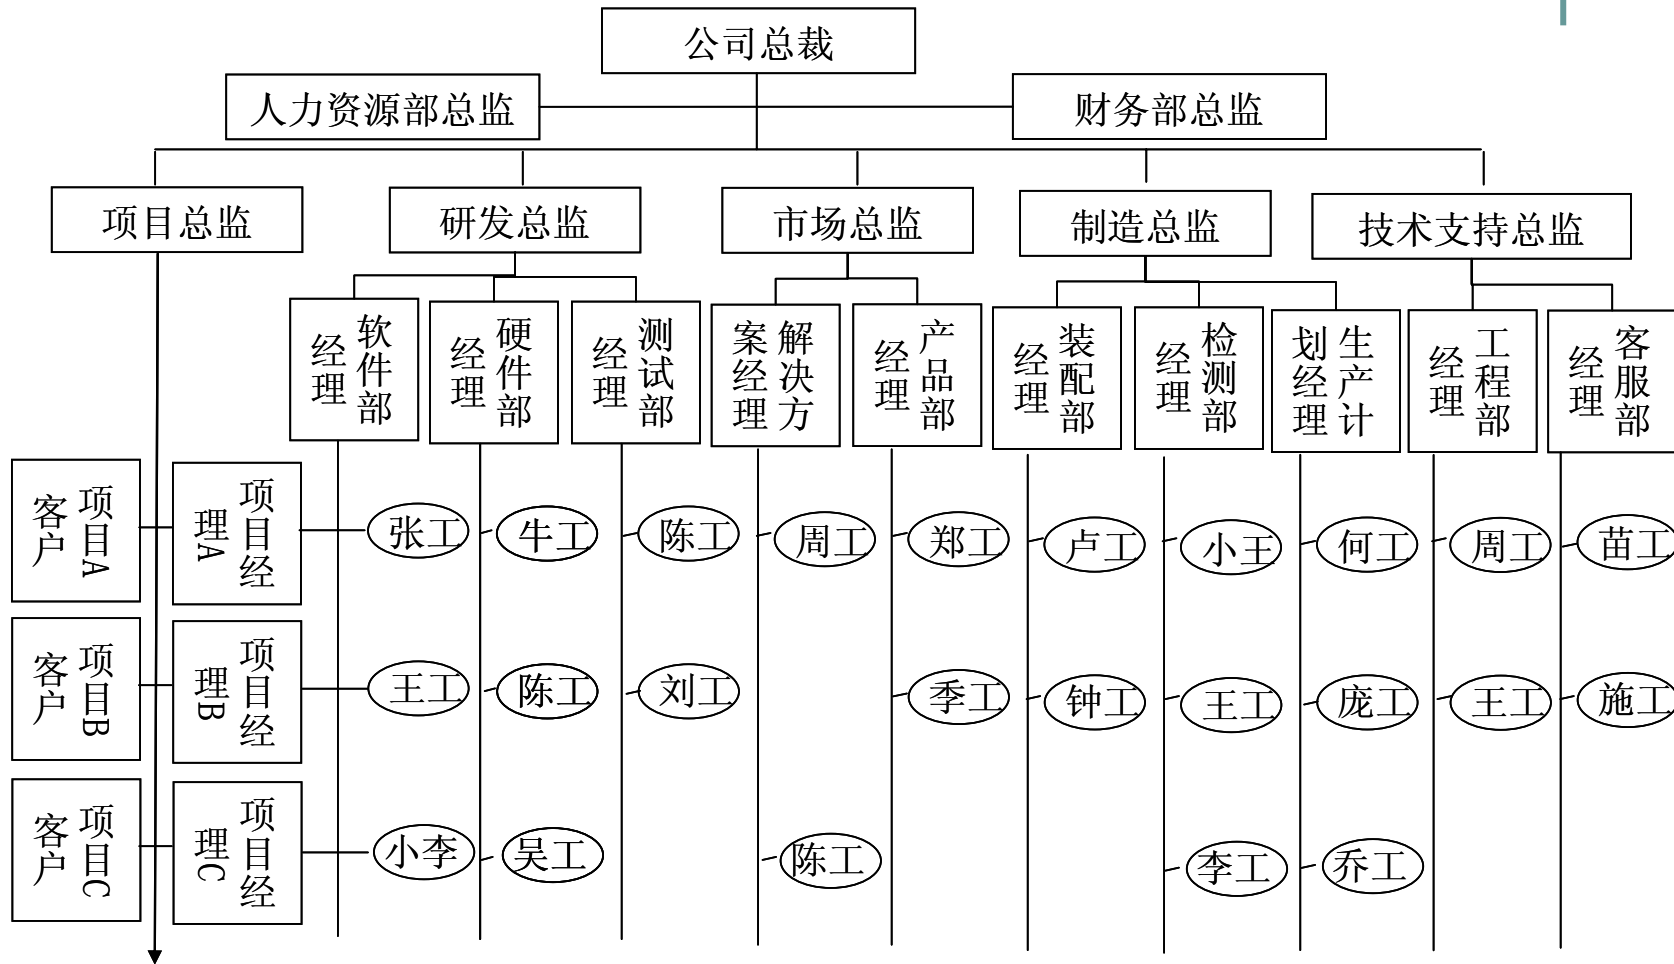 公司总裁
人力资源部总监
财务部总监
项目总监
研发总监
市场总监
制造总监
技术支持总监
软件部
经理
硬件部
经理
测试部
经理
解决方
案经理
产品部
经理
装配部
经理
检测部
经理
生产计
划经理
工程部
经理
客服部
经理
项目A
客户
项目经
理A
张工
牛工
陈工
周工
郑工
卢工
小王
何工
周工
苗工
项目B
客户
项目经
理B
王工
陈工
刘工
季工
钟工
王工
庞工
王工
施工
项目C
客户
项目经
理C
小李
吴工
陈工
李工
乔工